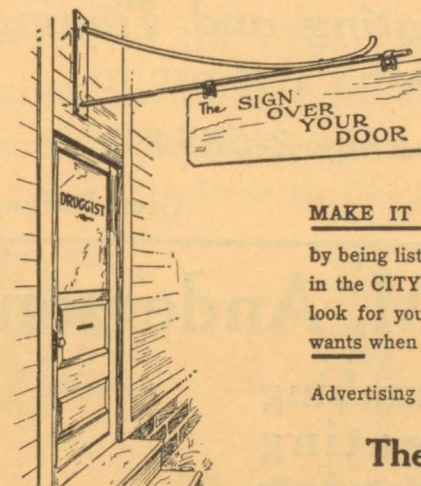 The SIGN
OVER
YOUR
DOOR
DRUGGIST
MAKE IT
by being list
in the CITY
look for you
wants when
Advertising
The